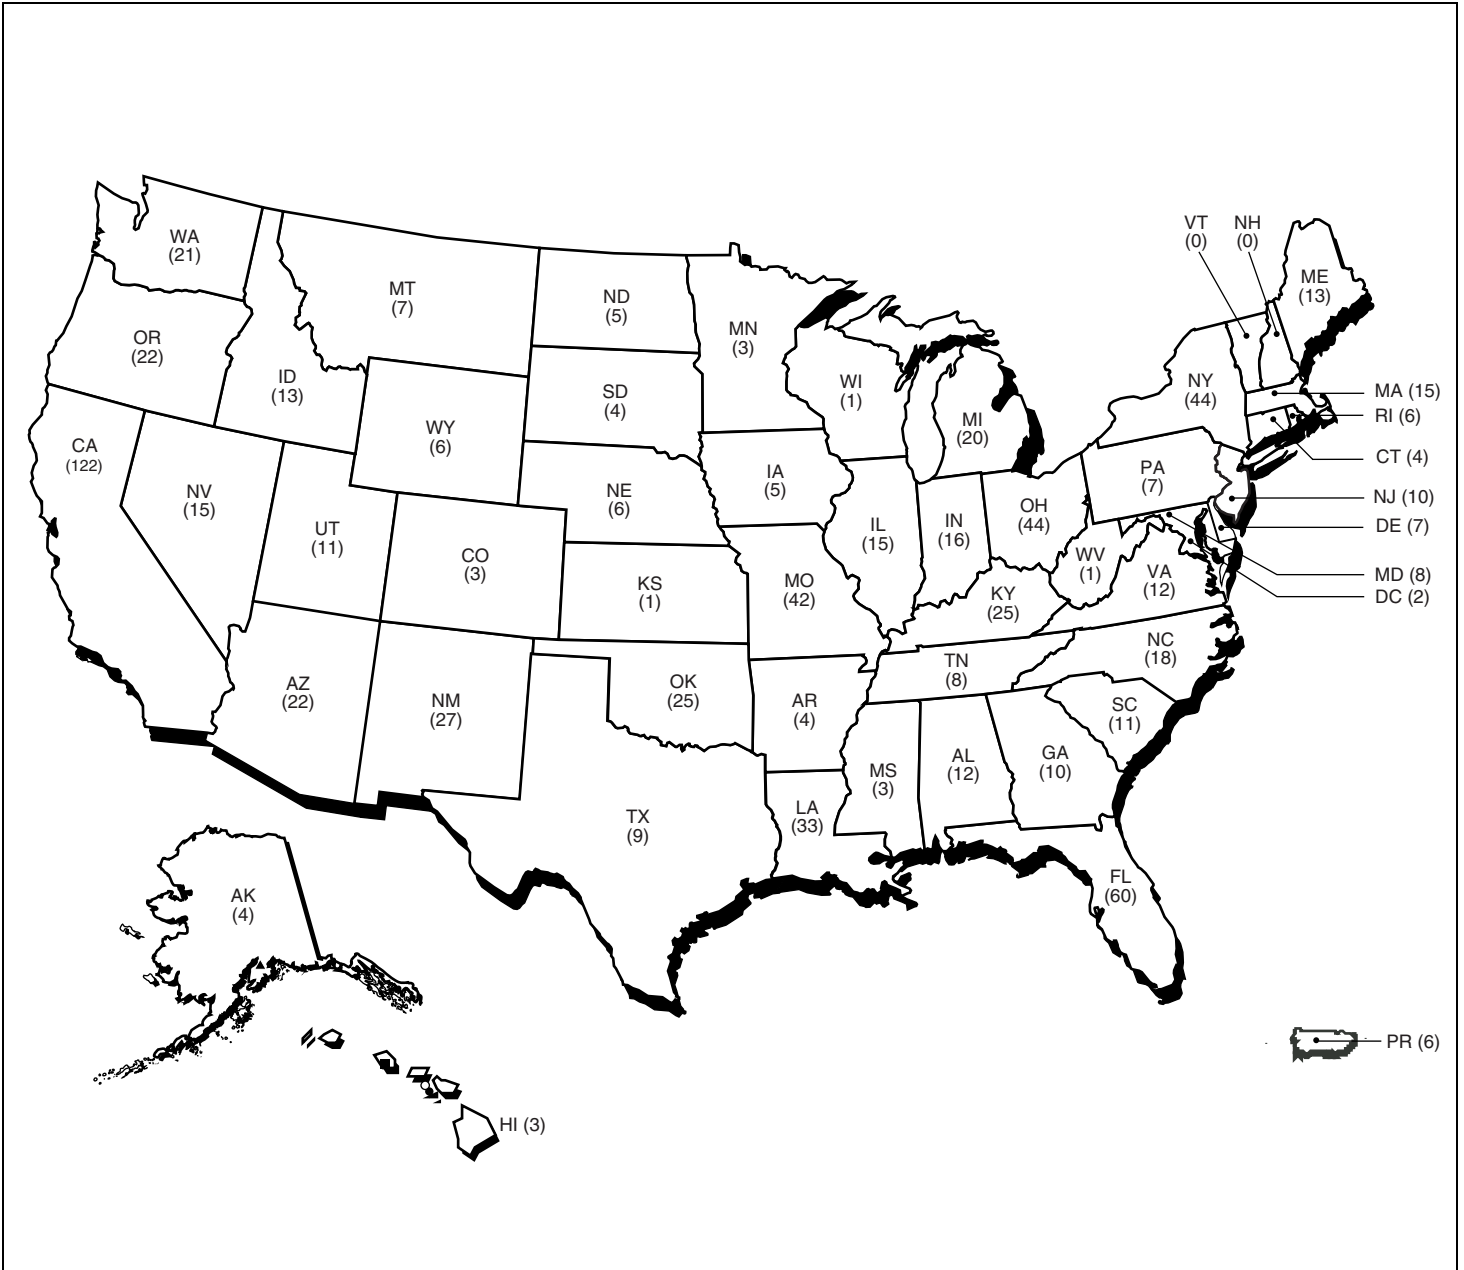 VT
(0)
NH
(0)
WA
(21)
ME
(13)
MT
(7)
ND
(5)
MN
(3)
OR
(22)
ID
(13)
SD
(4)
WI
(1)
NY
(44)
MA (15)
RI (6)
MI
(20)
WY
(6)
CA
(122)
CT (4)
PA
(7)
IA
(5)
NV
(15)
NE
(6)
NJ (10)
OH
(44)
IL
(15)
IN
(16)
DE (7)
UT
(11)
CO
(3)
WV
(1)
VA
(12)
MD (8)
DC (2)
KS
(1)
MO
(42)
KY
(25)
NC
(18)
TN
(8)
AZ
(22)
NM
(27)
OK
(25)
AR
(4)
SC
(11)
MS
(3)
AL
(12)
GA
(10)
TX
(9)
LA
(33)
FL
(60)
AK
(4)
PR (6)
HI (3)